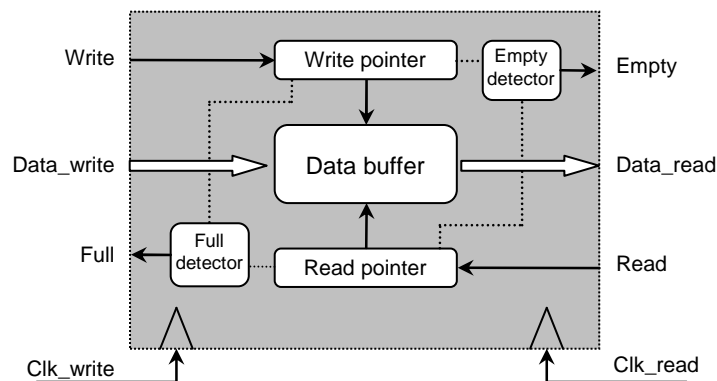 Write
Write pointer
Empty
detector
Empty
Data_write
Data buffer
Data_read
Full
Full
detector
Read pointer
Read
Clk_write
Clk_read